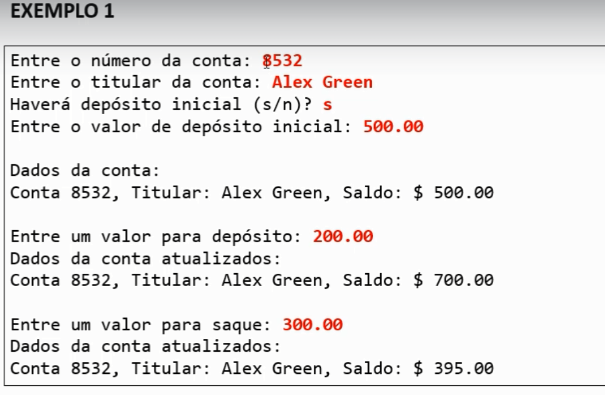 EXEMPLO 1
Entre o número da conta: 8532
Entre o titular da conta: Alex Green
Haverá depósito inicial (s/n)? s
Entre o valor de depósito inicial: 500.00
Dados da conta:
Conta 8532, Titular: Alex Green, Saldo: $ 500.00
Entre um valor para depósito: 200.00
Dados da conta atualizados:
Conta 8532, Titular: Alex Green, Saldo: $ 700.00
Entre um valor para saque: 300.00
Dados da conta atualizados:
Conta 8532, Titular: Alex Green, Saldo: $ 395.00